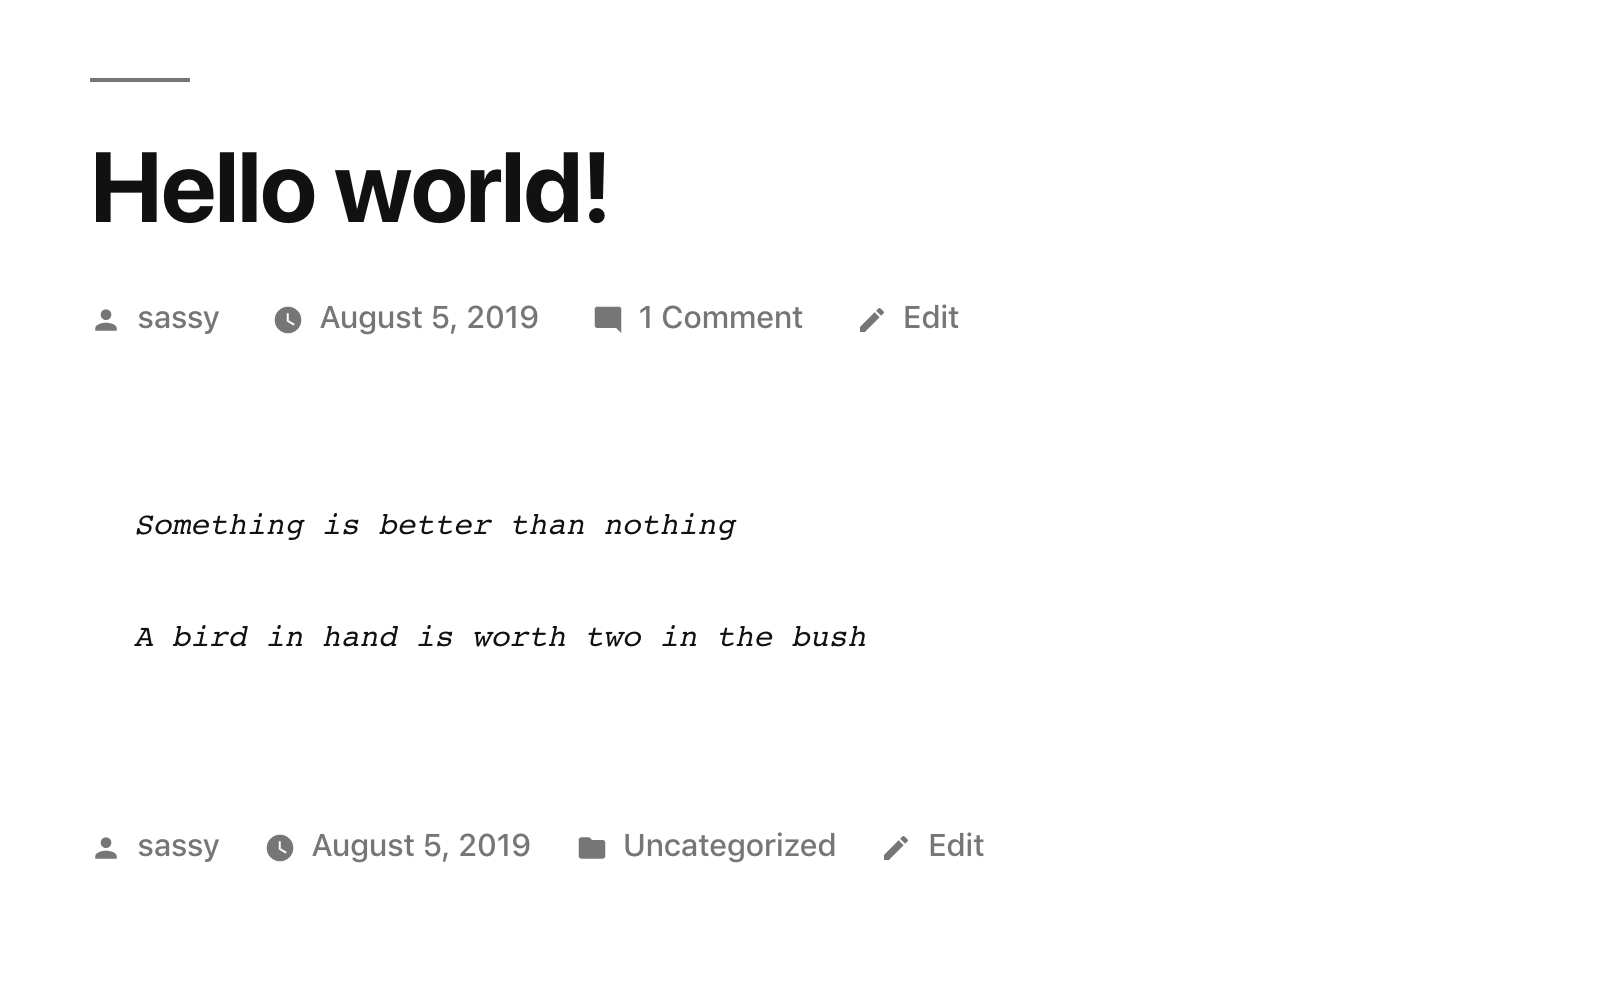 Hello world!
sassy August 5, 2019 1 Comment Edit
Something is better than nothing
A bird in hand is worth two in the bush
sassy August 5, 2019 Uncategorized Edit